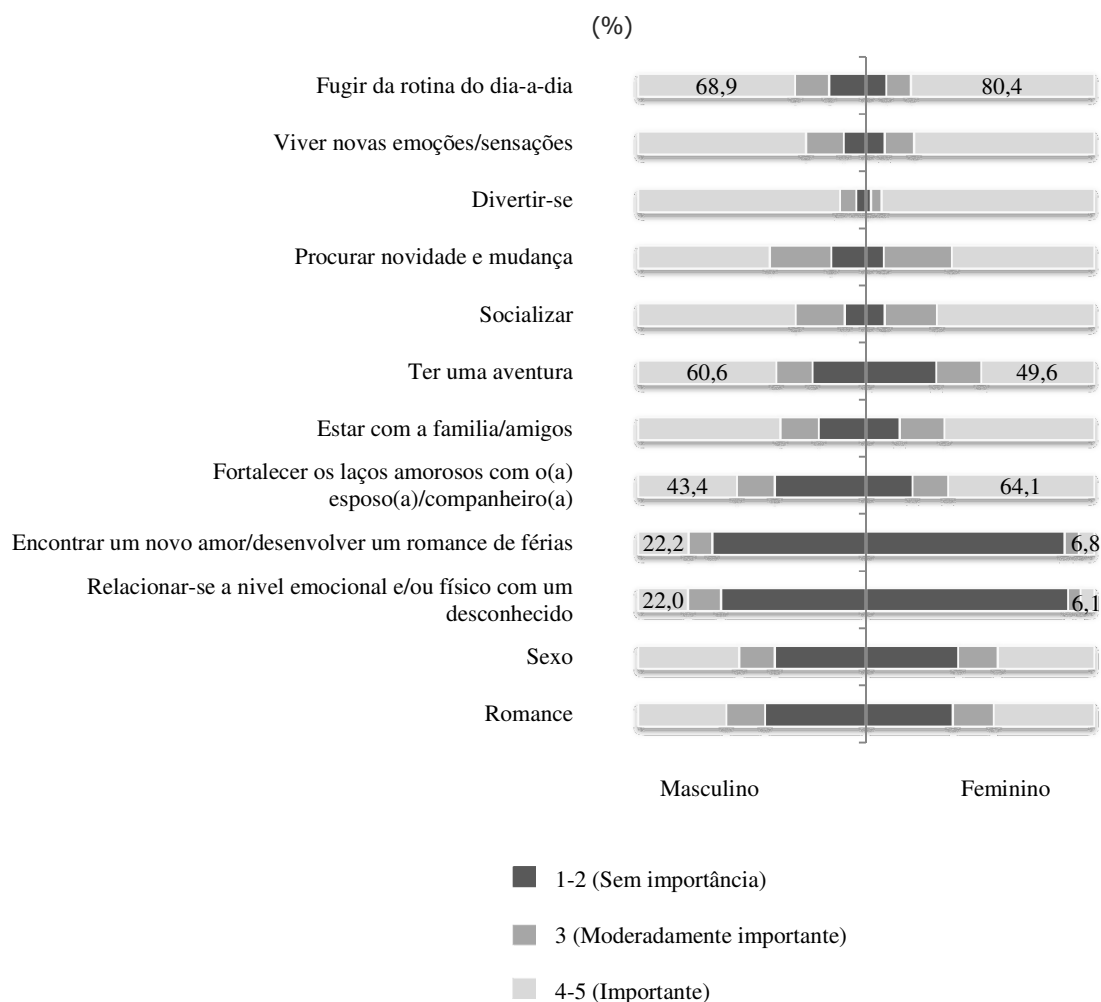 (%)
Fugir da rotina do dia-a-dia
68,9
80,4
Viver novas emoções/sensações
Divertir-se
Procurar novidade e mudança
Socializar
Ter uma aventura
60,6
49,6
Estar com a familia/amigos
Fortalecer os laços amorosos com o(a)
esposo(a)/companheiro(a)
43,4
64,1
Encontrar um novo amor/desenvolver um romance de férias
22,2
6,8
Relacionar-se a nivel emocional e/ou físico com um
desconhecido
22,0
6,1
Sexo
Romance
Masculino
Feminino
1-2 (Sem importância)
3 (Moderadamente importante)
4-5 (Importante)